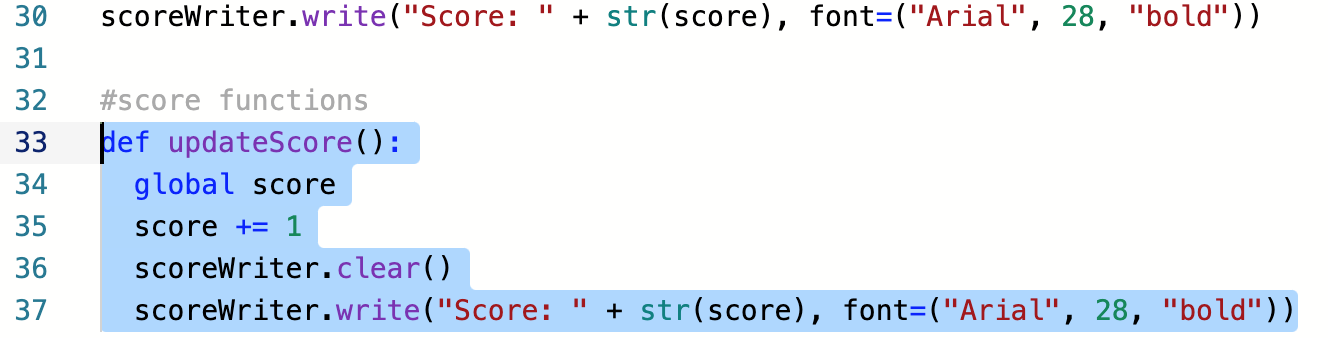 30 scoreWriter.write("Score: " + str(score), font=("Arial", 28, "bold"))
31
32 #score functions
33 def updateScore():
34   global score
35   score += 1
36   scoreWriter.clear()
37   scoreWriter.write("Score: " + str(score), font=("Arial", 28, "bold"))